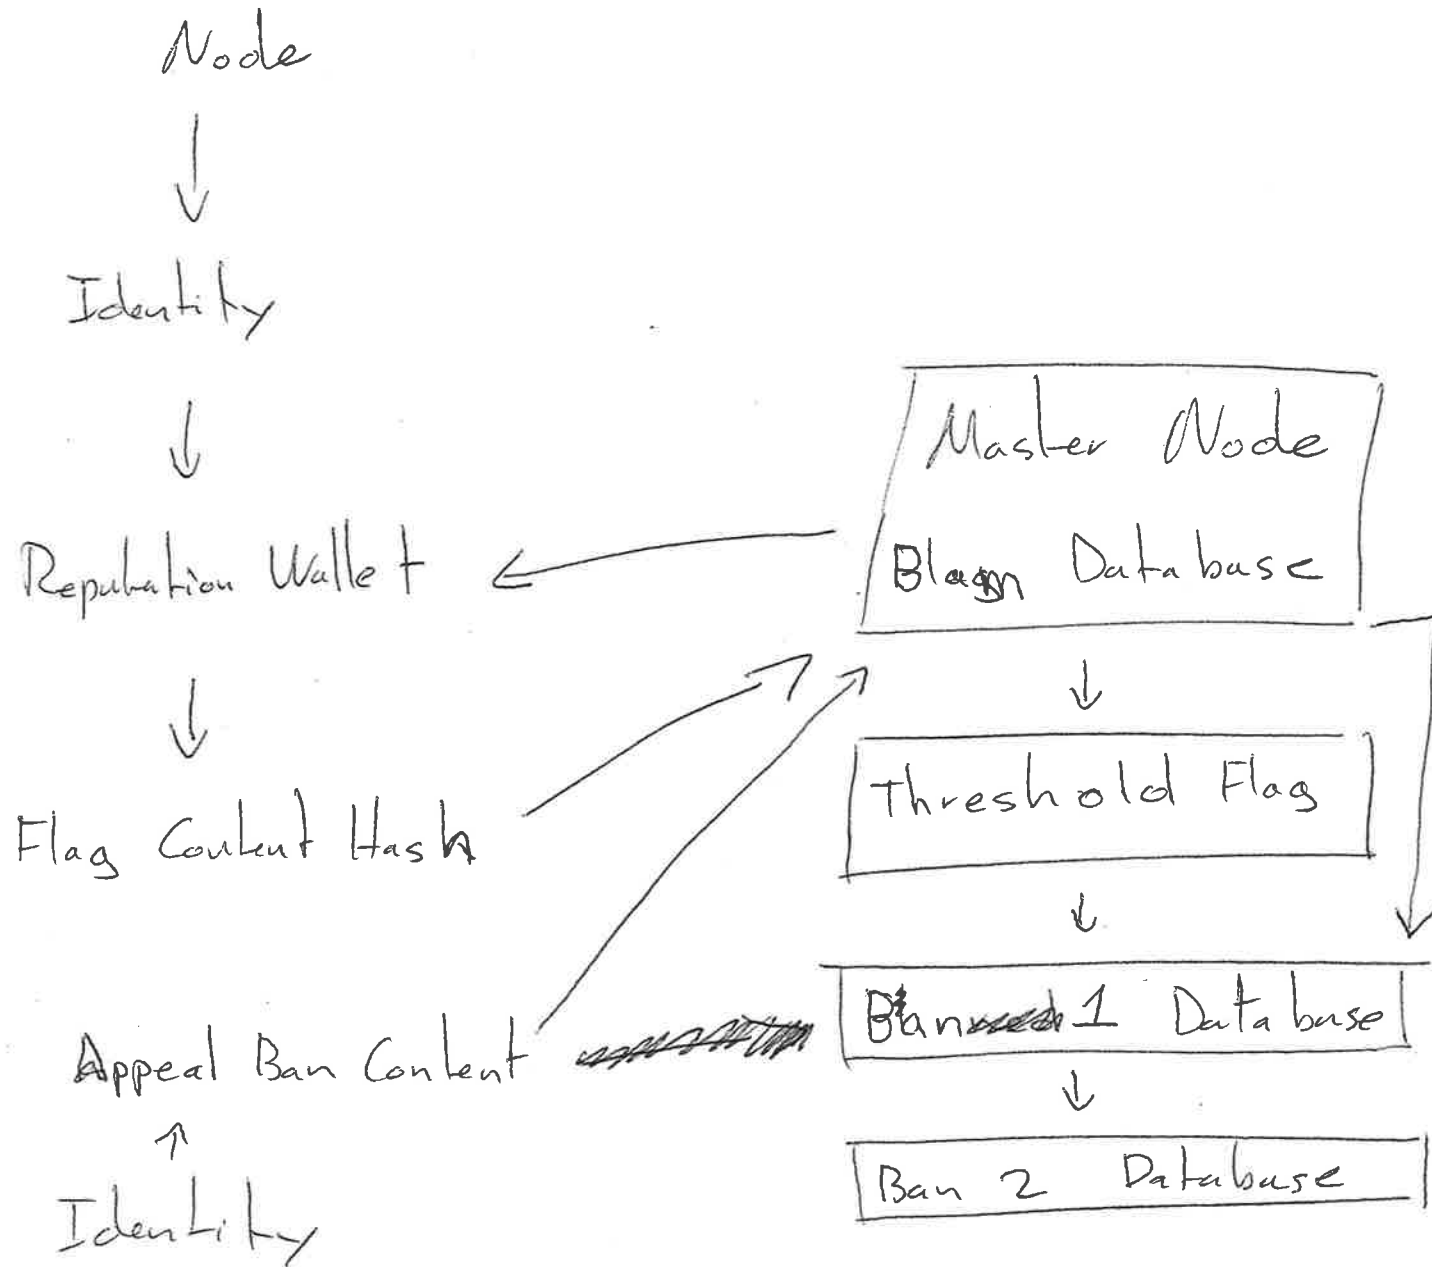 Node
Identity
Master Node
Reputation Wallet
Database
Threshold Flag
Flag Content Hash
Ban 1 Database
Appeal Ban Content
Ban 2 Database
Identity